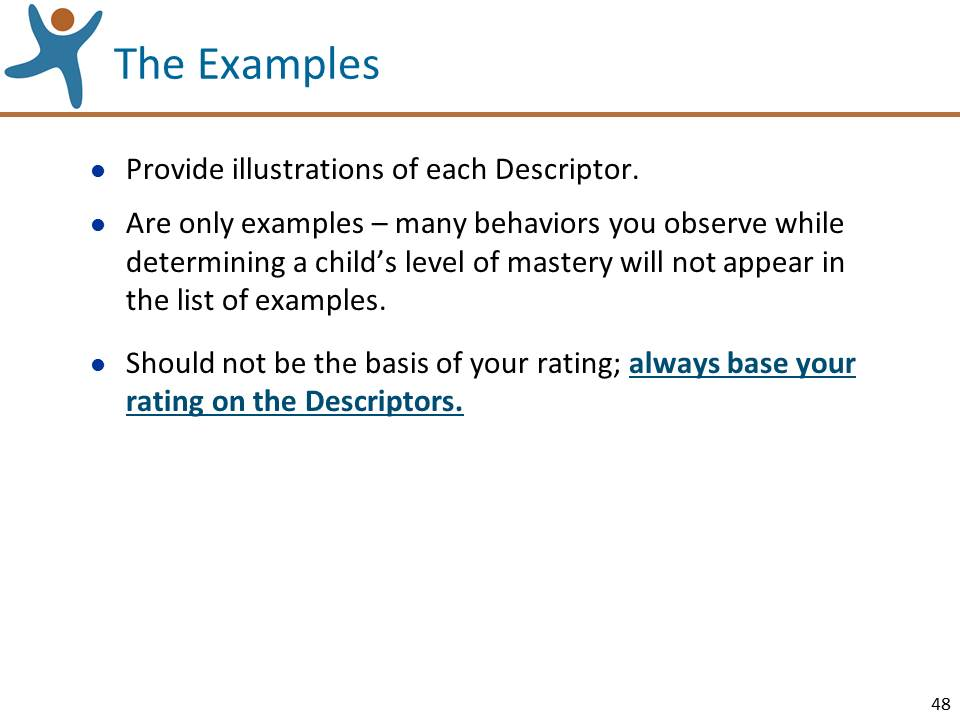 The Examples
Provide illustrations of each Descriptor.
Are only examples – many behaviors you observe while
determining a child’s level of mastery will not appear in
the list of examples.
Should not be the basis of your rating; always base your
rating on the Descriptors.
48